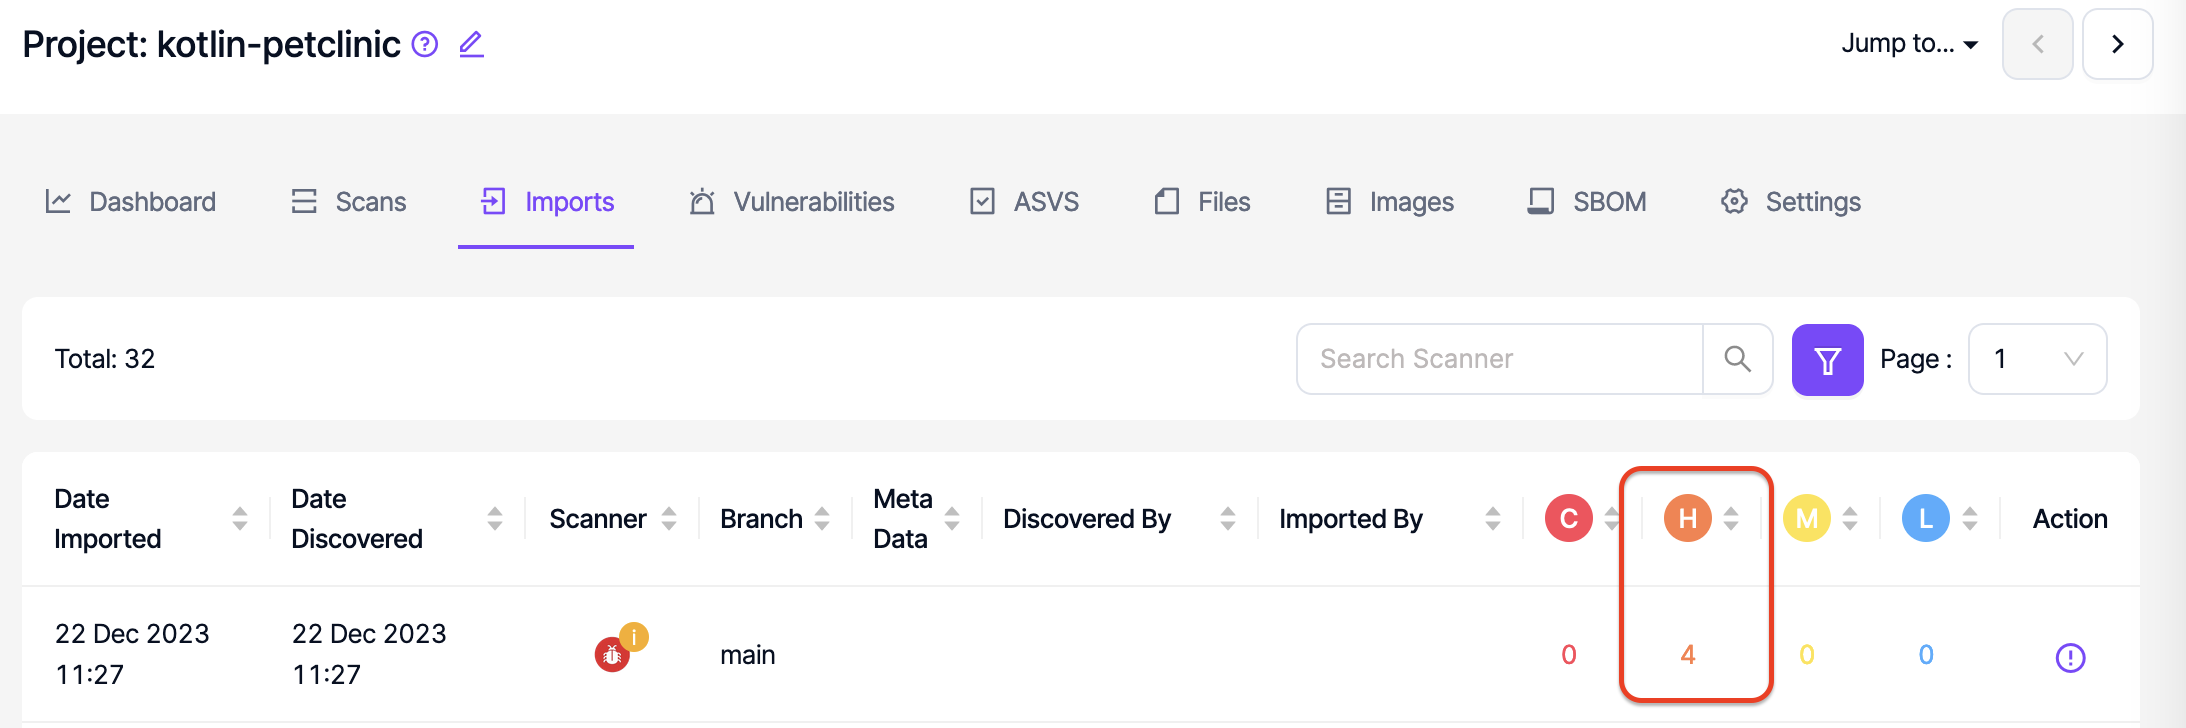 Project: kotlin-petclinic
Jump to...
Dashboard
Scans
Imports
Vulnerabilities
ASVS
Files
Images
SBOM
Settings
Total: 32
Search Scanner
Page :
1
Date Imported
Date Discovered
Scanner
Branch
Meta Data
Discovered By
Imported By
C
H
M
L
Action
22 Dec 2023 11:27
22 Dec 2023 11:27
i
main
0
4
0
0